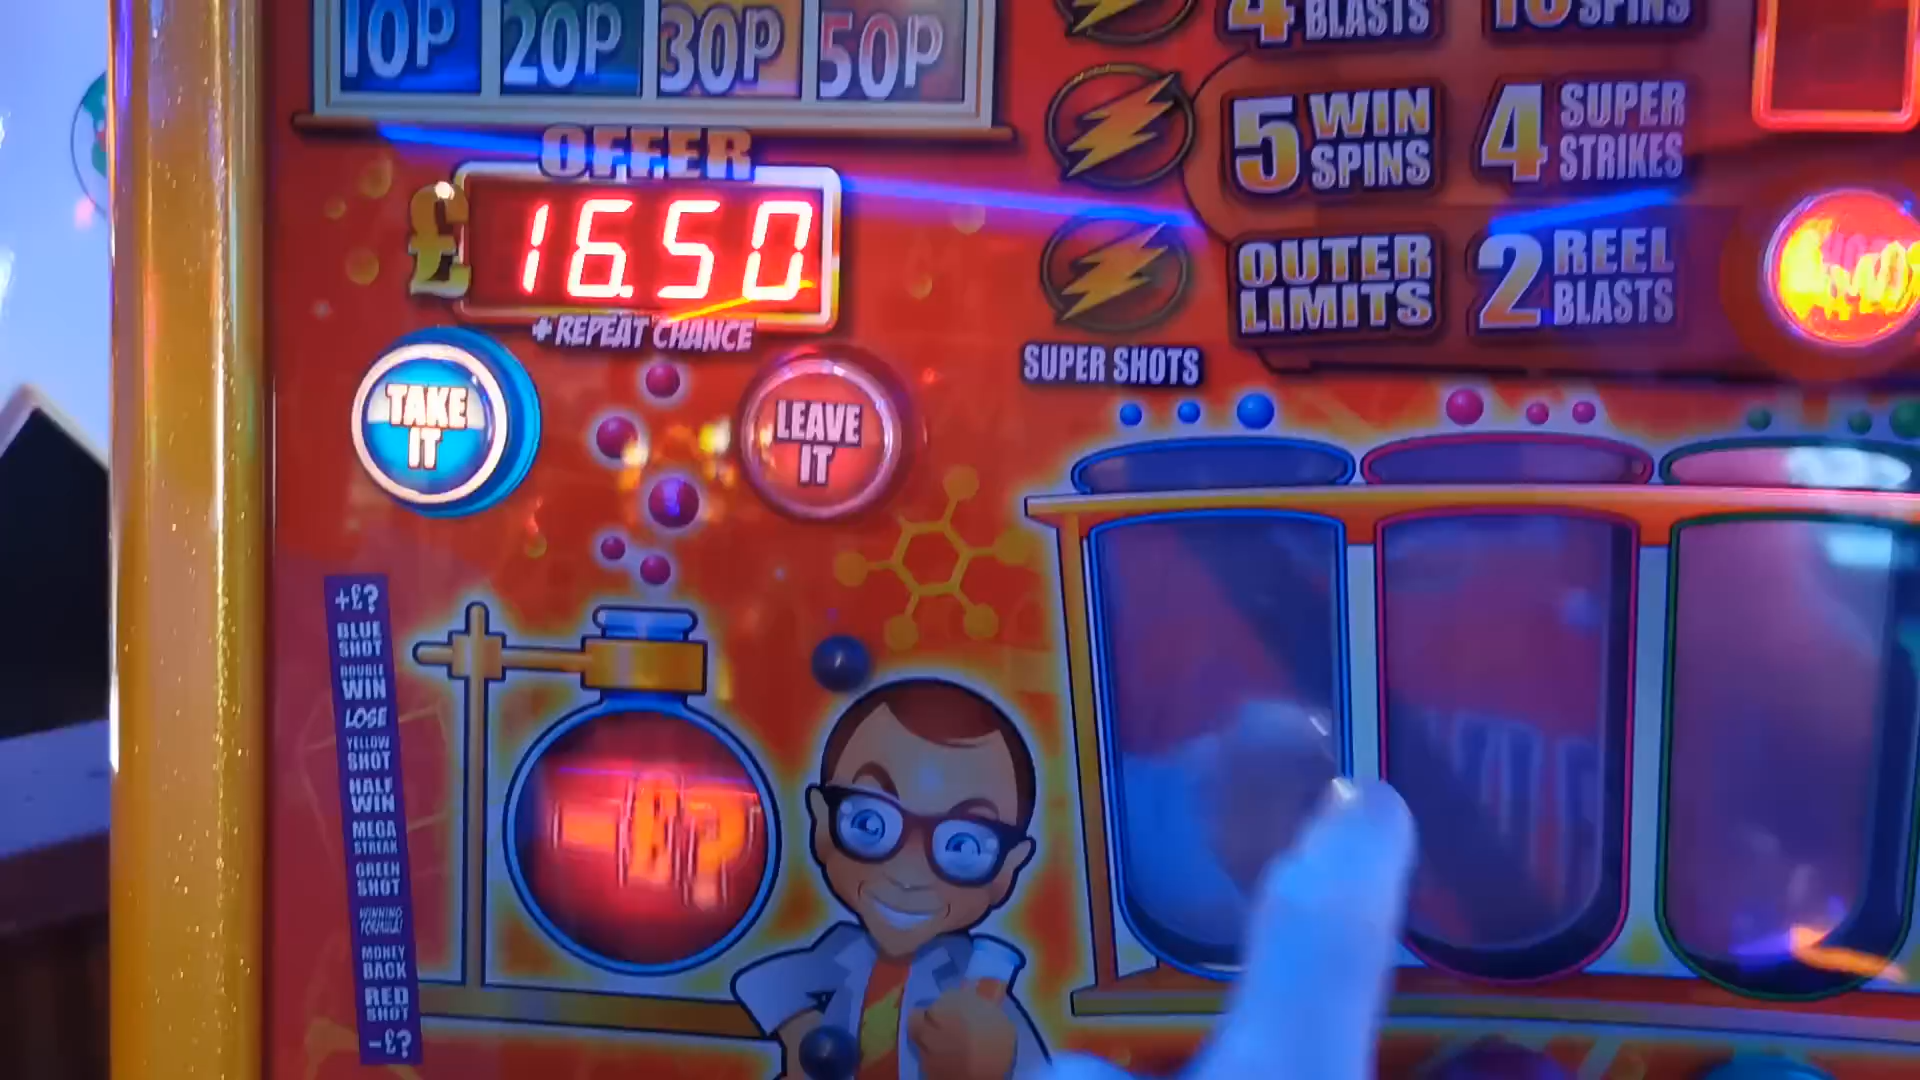 10P 20P 30P 50P
OFFER
£ 16.50
+ REPEAT CHANCE
TAKE IT
LEAVE IT
4 BLASTS
SPINS
5 WIN SPINS
4 SUPER STRIKES
OUTER LIMITS
2 REEL BLASTS
SUPER SHOTS
+£?
BLUE SHOT
DOUBLE WIN
LOSE
YELLOW SHOT
HALF WIN
MEGA STREAK
GREEN SHOT
WINNING FORMULA!
MONEY BACK
RED SHOT
-£?
-£?